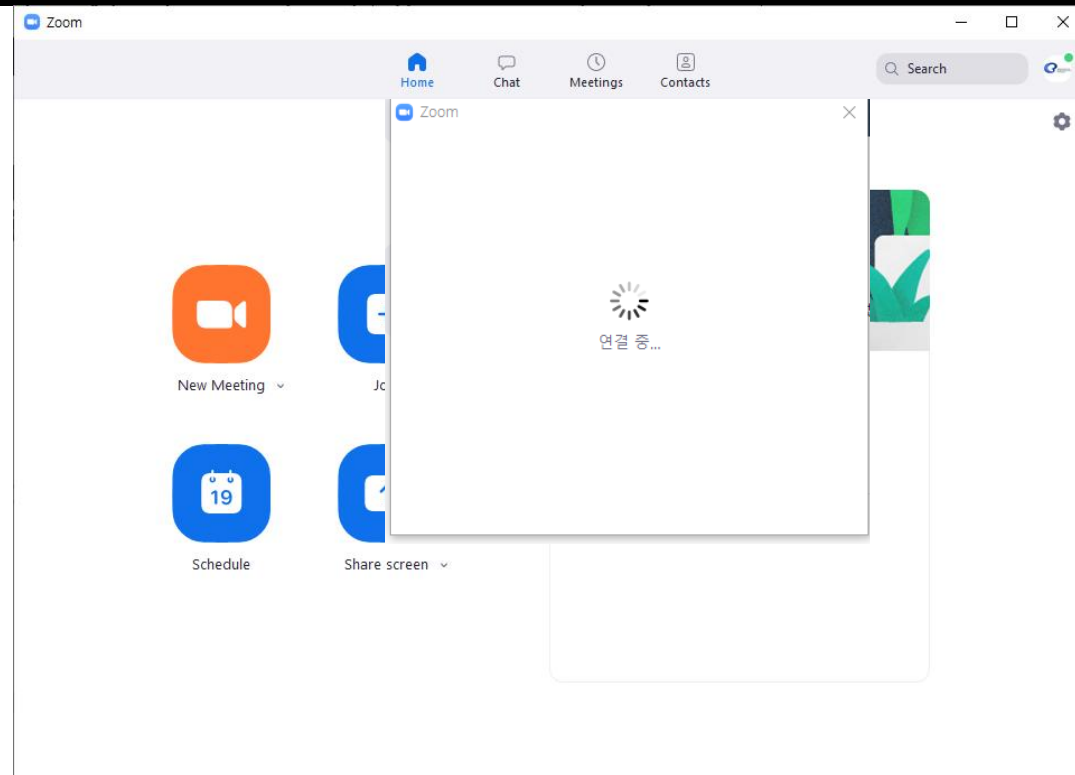 Zoom
Home
Chat
Meetings
Contacts
Search
Zoom
연결 중...
New Meeting
19
Schedule
Share screen